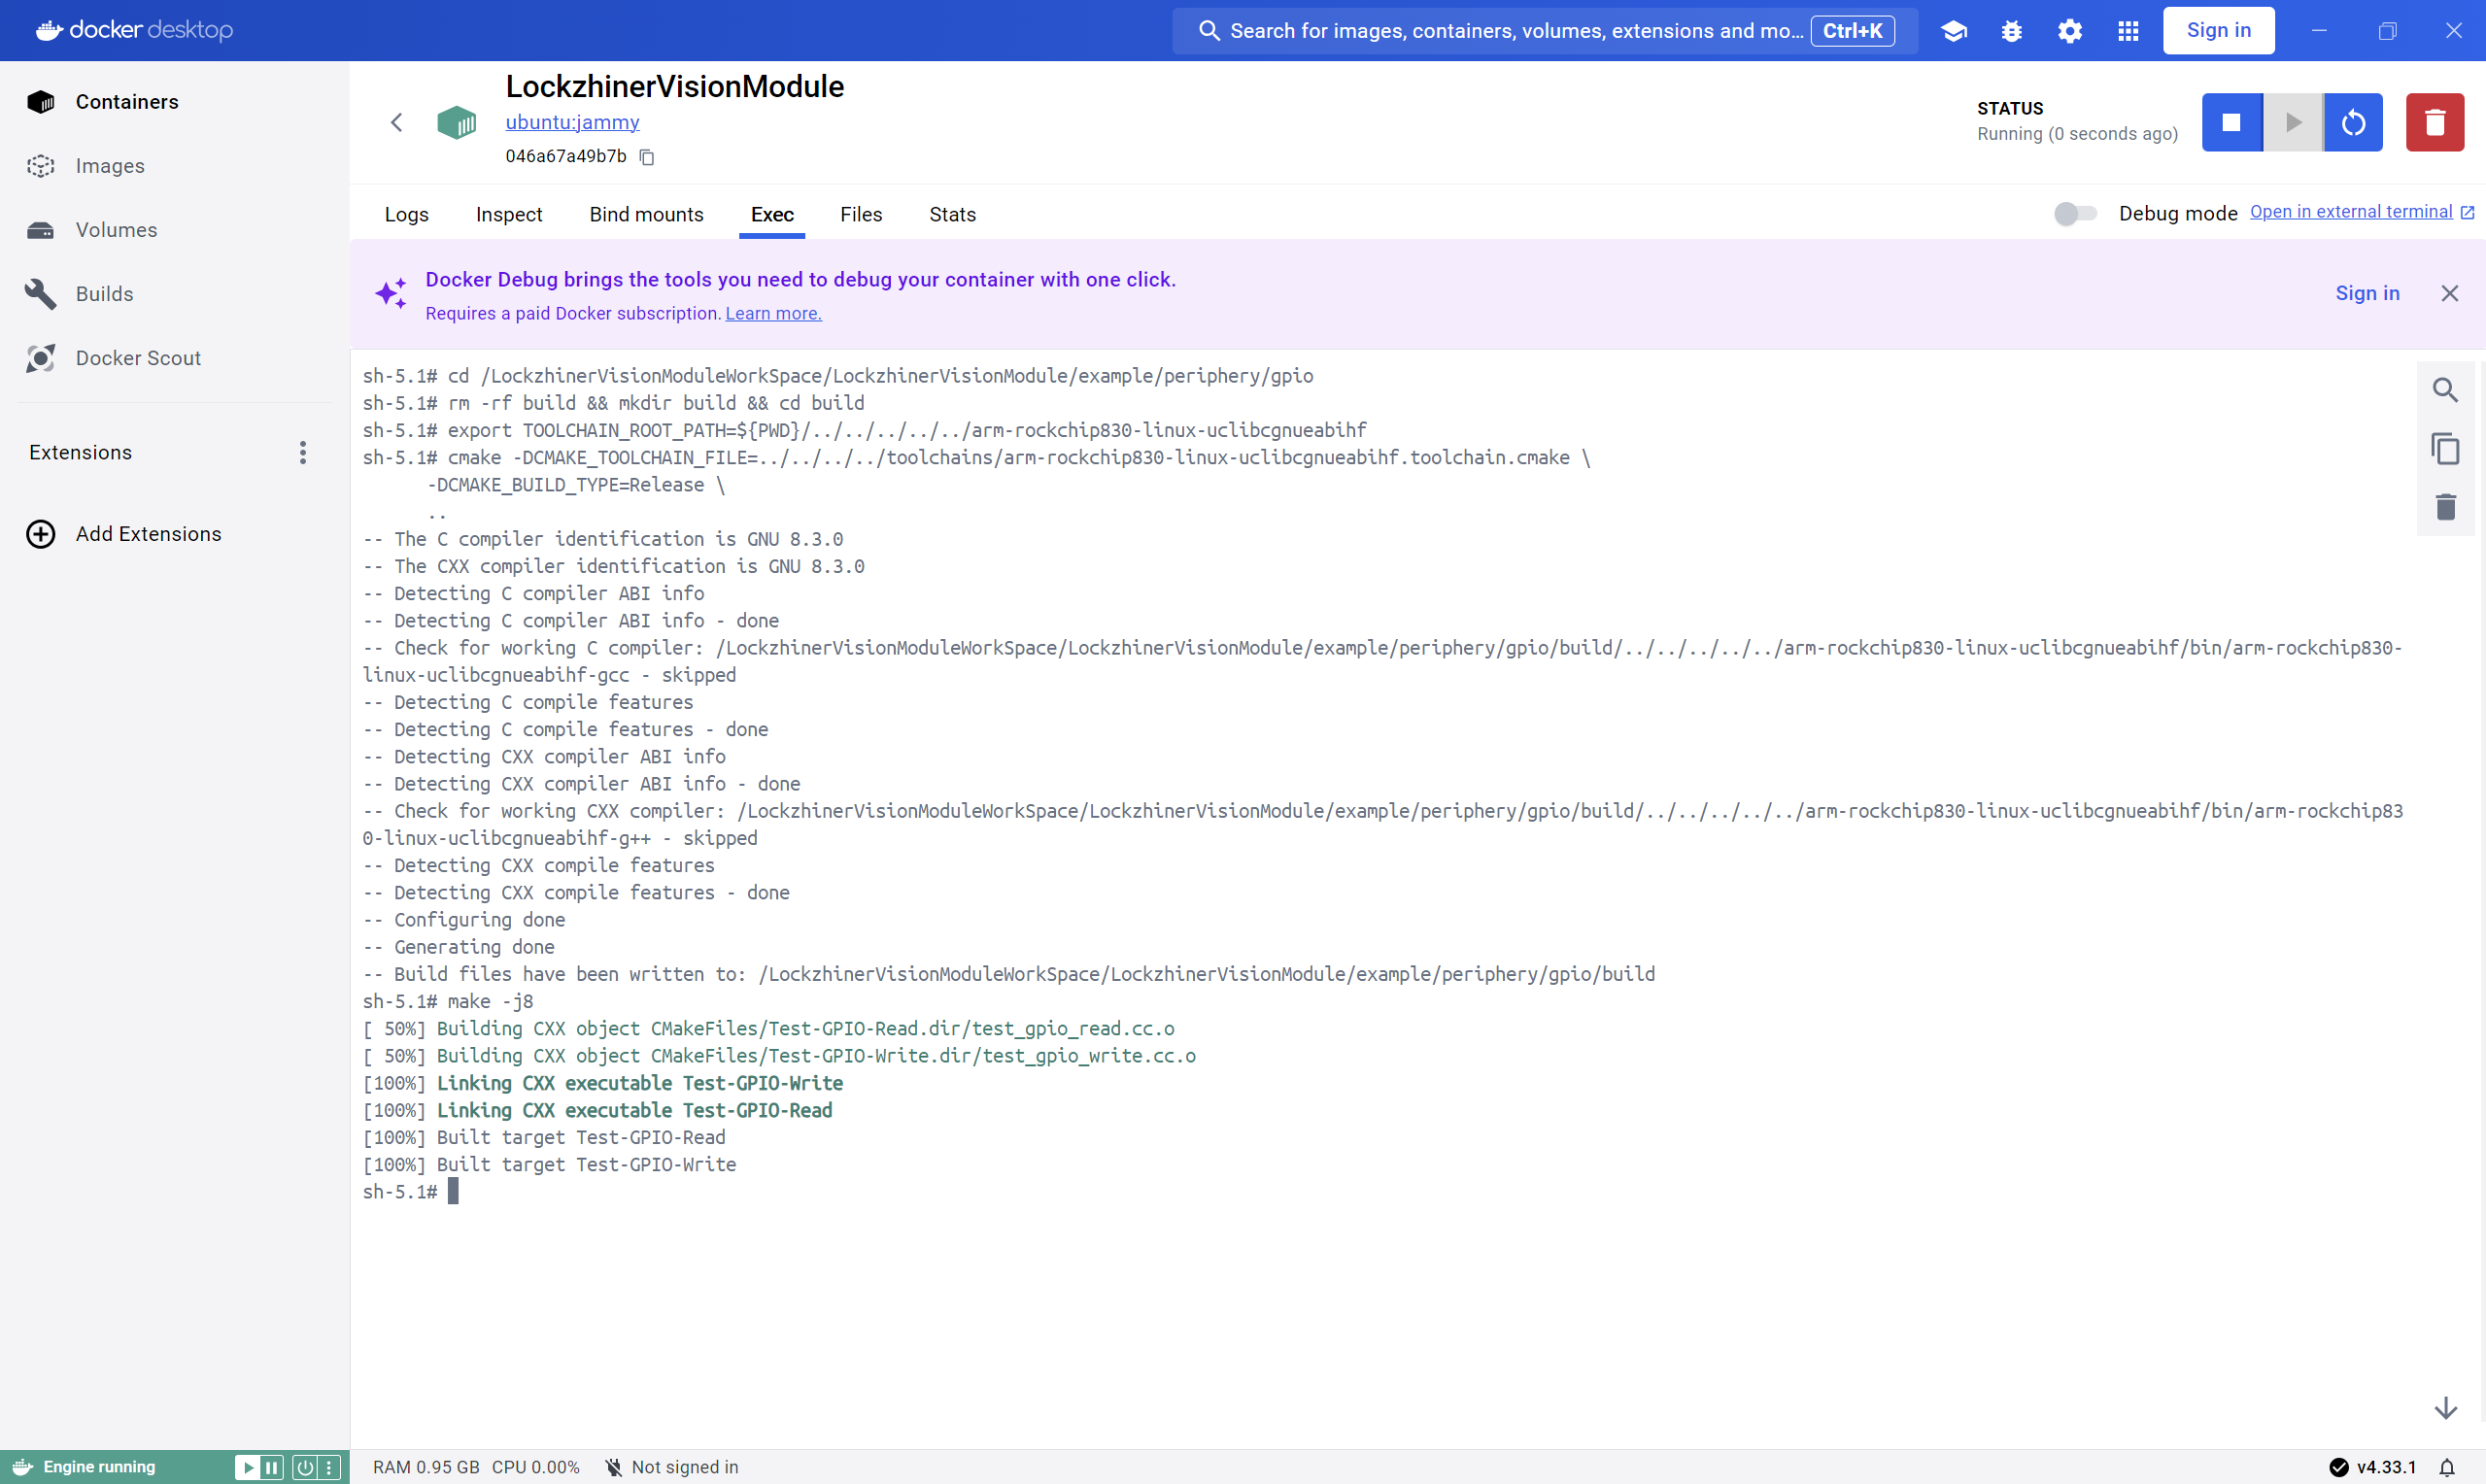 docker desktop
Search for images, containers, volumes, extensions and mo... Ctrl+K
Sign in
Containers
Images
Volumes
Builds
Docker Scout
Extensions
Add Extensions
LockzhinerVisionModule
ubuntu:jammy
046a67a49b7b
STATUS
Running (0 seconds ago)
Logs Inspect Bind mounts Exec Files Stats
Debug mode Open in external terminal
Docker Debug brings the tools you need to debug your container with one click.
Requires a paid Docker subscription. Learn more.
Sign in
sh-5.1# cd /LockzhinerVisionModuleWorkSpace/LockzhinerVisionModule/example/periphery/gpio
sh-5.1# rm -rf build && mkdir build && cd build
sh-5.1# export TOOLCHAIN_ROOT_PATH=${PWD}/../../../../../arm-rockchip830-linux-uclibcgnueabihf
sh-5.1# cmake -DCMAKE_TOOLCHAIN_FILE=../../../../toolchains/arm-rockchip830-linux-uclibcgnueabihf.toolchain.cmake \
-DCMAKE_BUILD_TYPE=Release \
..
-- The C compiler identification is GNU 8.3.0
-- The CXX compiler identification is GNU 8.3.0
-- Detecting C compiler ABI info
-- Detecting C compiler ABI info - done
-- Check for working C compiler: /LockzhinerVisionModuleWorkSpace/LockzhinerVisionModule/example/periphery/gpio/build/../../../../../arm-rockchip830-linux-uclibcgnueabihf/bin/arm-rockchip830-
linux-uclibcgnueabihf-gcc - skipped
-- Detecting C compile features
-- Detecting C compile features - done
-- Detecting CXX compiler ABI info
-- Detecting CXX compiler ABI info - done
-- Check for working CXX compiler: /LockzhinerVisionModuleWorkSpace/LockzhinerVisionModule/example/periphery/gpio/build/../../../../../arm-rockchip830-linux-uclibcgnueabihf/bin/arm-rockchip83
0-linux-uclibcgnueabihf-g++ - skipped
-- Detecting CXX compile features
-- Detecting CXX compile features - done
-- Configuring done
-- Generating done
-- Build files have been written to: /LockzhinerVisionModuleWorkSpace/LockzhinerVisionModule/example/periphery/gpio/build
sh-5.1# make -j8
[ 50%] Building CXX object CMakeFiles/Test-GPIO-Read.dir/test_gpio_read.cc.o
[ 50%] Building CXX object CMakeFiles/Test-GPIO-Write.dir/test_gpio_write.cc.o
[100%] Linking CXX executable Test-GPIO-Write
[100%] Linking CXX executable Test-GPIO-Read
[100%] Built target Test-GPIO-Read
[100%] Built target Test-GPIO-Write
sh-5.1#
Engine running
RAM 0.95 GB CPU 0.00% Not signed in
v4.33.1